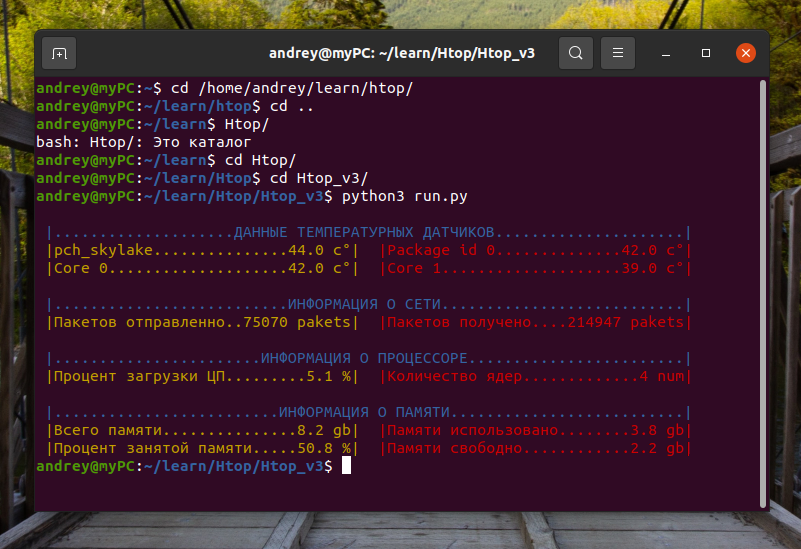 andrey@myPC: ~/learn/Htop/Htop_v3
andrey@myPC:~$ cd /home/andrey/learn/htop/
andrey@myPC:~/learn/htop$ cd ..
andrey@myPC:~/learn$ Htop/
bash: Htop/: Это каталог
andrey@myPC:~/learn$ cd Htop/
andrey@myPC:~/learn/Htop$ cd Htop_v3/
andrey@myPC:~/learn/Htop/Htop_v3$ python3 run.py
|....................ДАННЫЕ ТЕМПЕРАТУРНЫХ ДАТЧИКОВ.....................|
|pch_skylake...............44.0 c°|  |Package id 0..............42.0 c°|
|Core 0....................42.0 c°|  |Core 1....................39.0 c°|
|..........................ИНФОРМАЦИЯ О СЕТИ...........................|
|Пакетов отправленно..75070 pakets|  |Пакетов получено....214947 pakets|
|.......................ИНФОРМАЦИЯ О ПРОЦЕССОРЕ........................|
|Процент загрузки ЦП.........5.1 %|  |Количество ядер.............4 num|
|.........................ИНФОРМАЦИЯ О ПАМЯТИ..........................|
|Всего памяти...............8.2 gb|  |Памяти использовано........3.8 gb|
|Процент занятой памяти.....50.8 %|  |Памяти свободно............2.2 gb|
andrey@myPC:~/learn/Htop/Htop_v3$